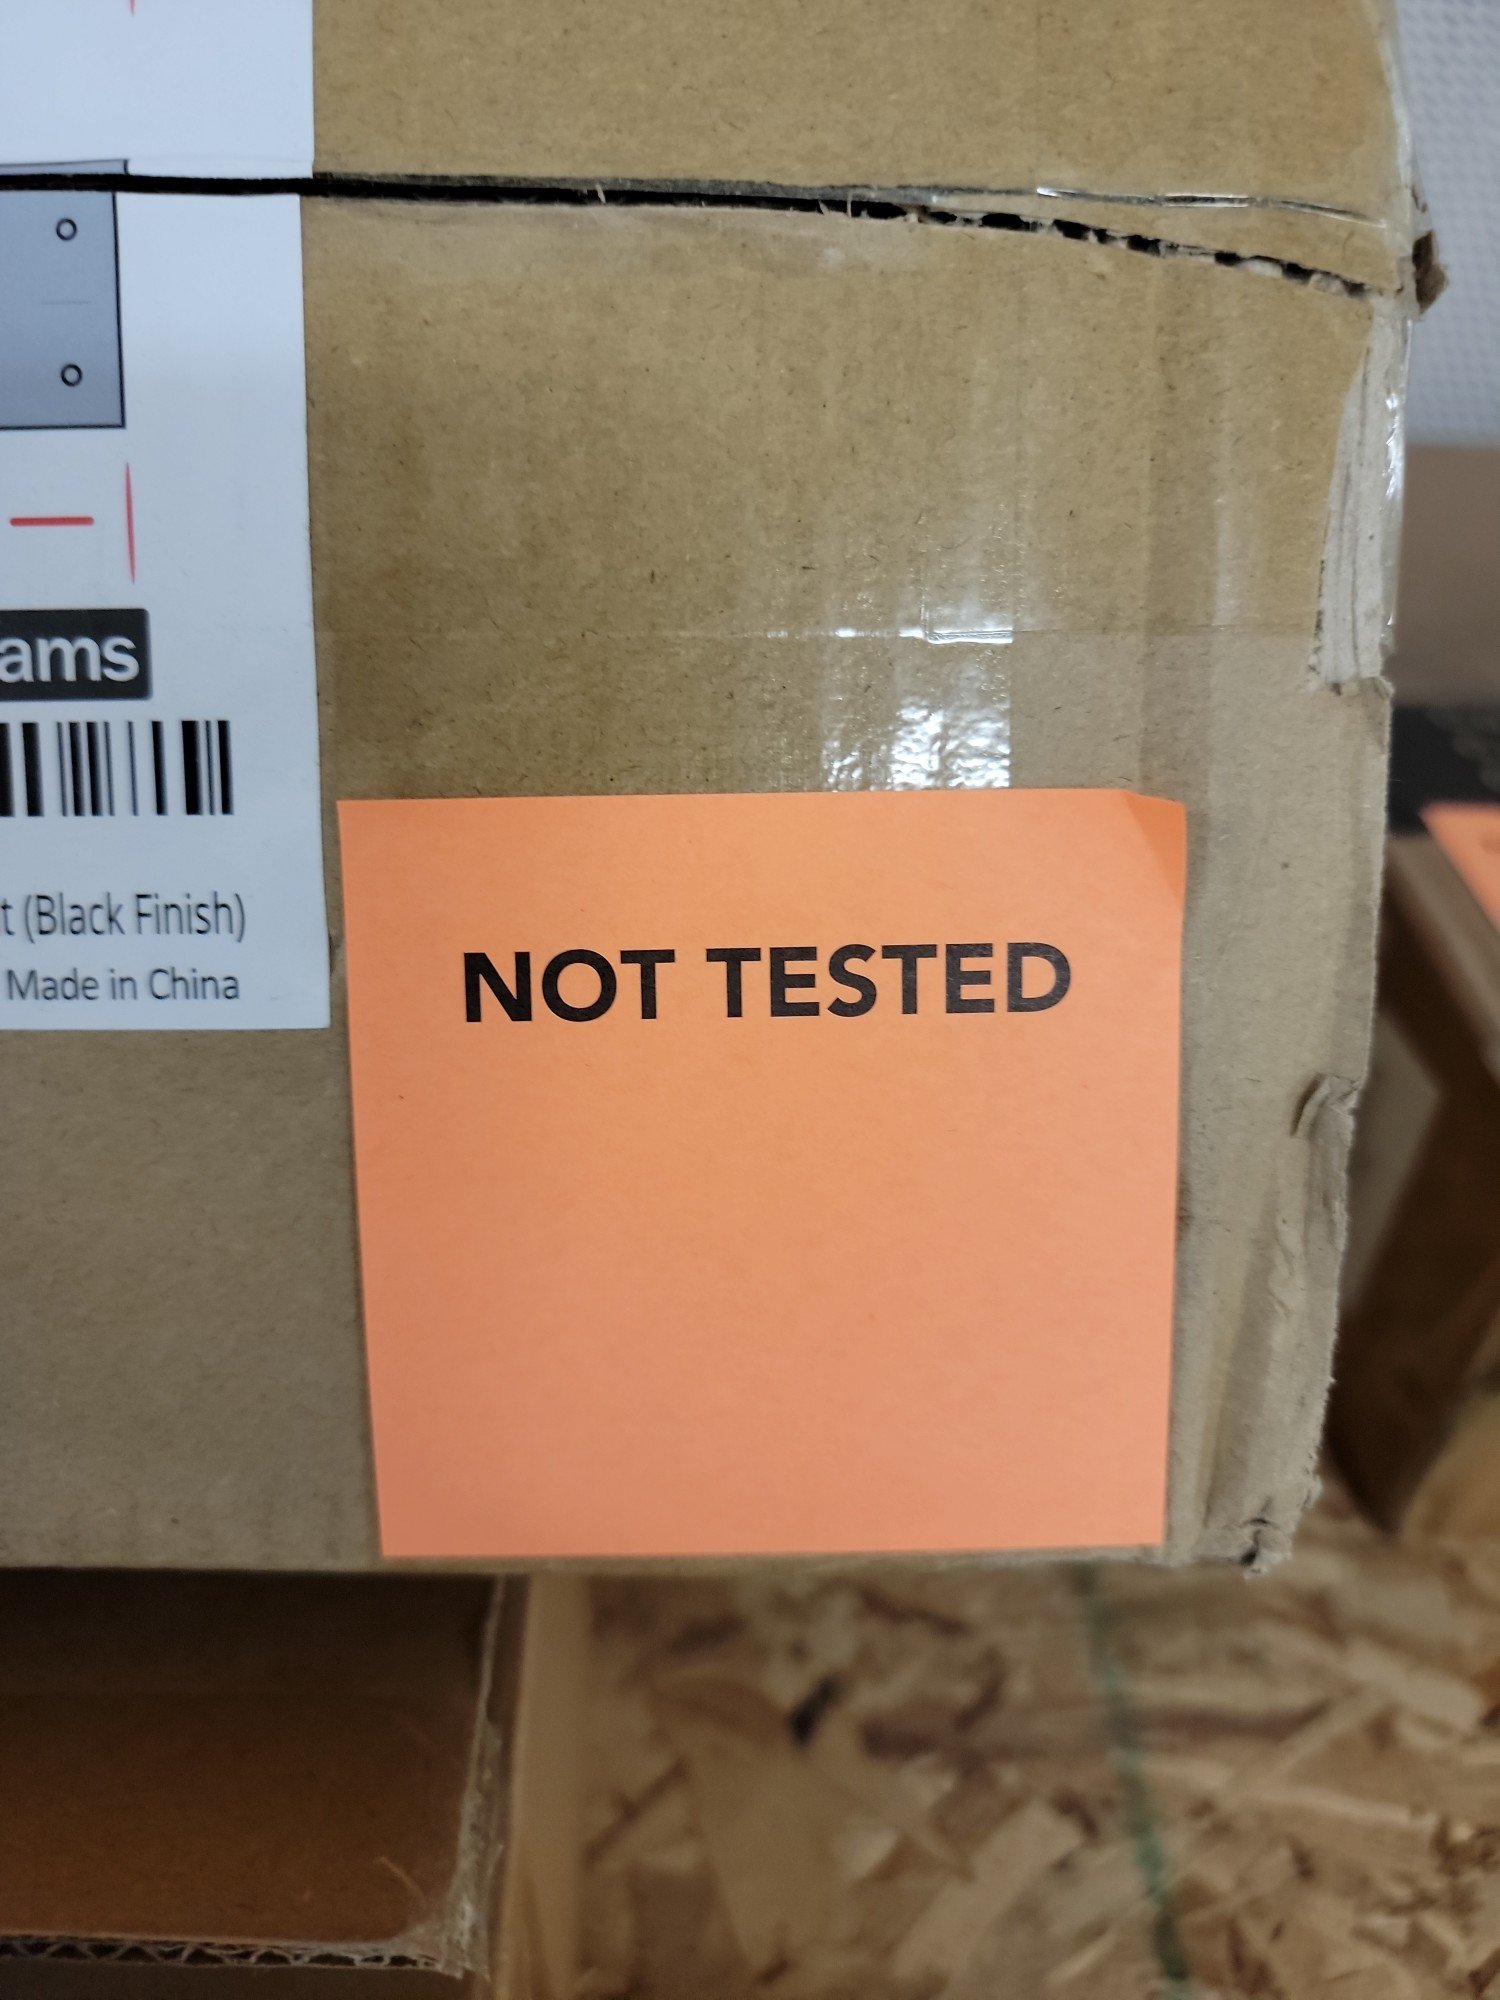 ams
t (Black Finish)
Made in China
NOT TESTED